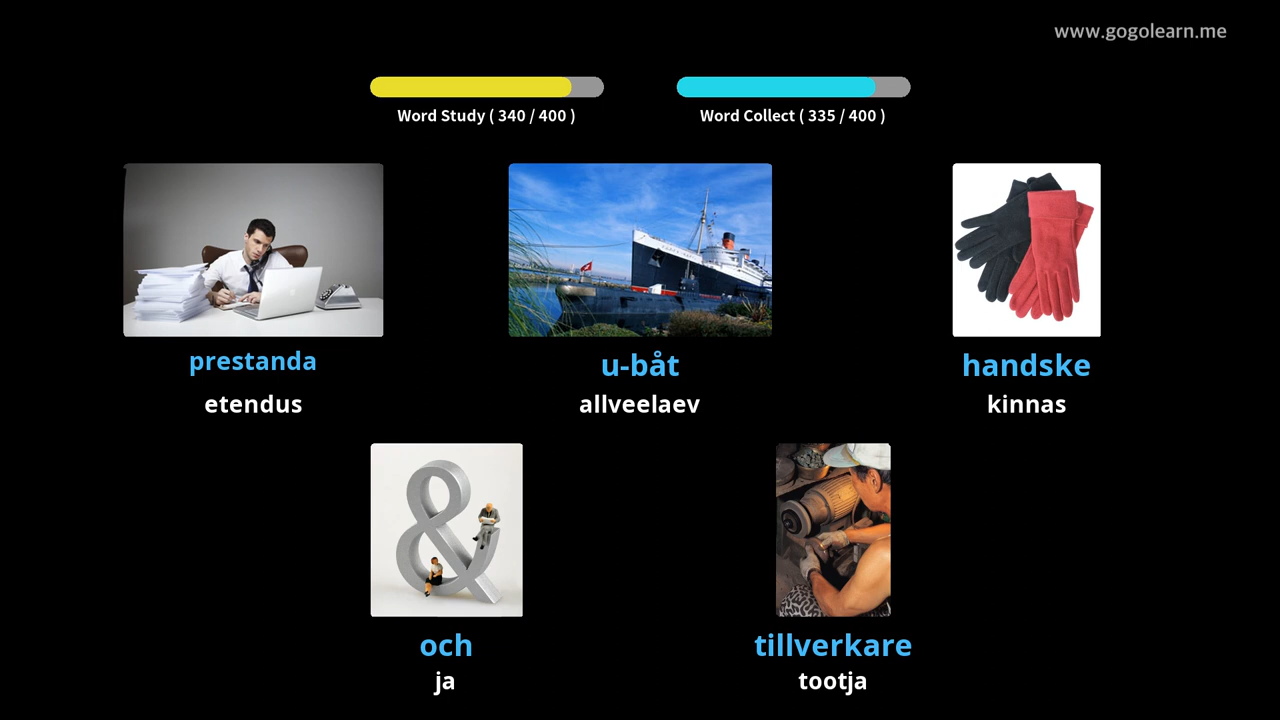 www.gogolearn.me
Word Study ( 340 / 400 )
Word Collect ( 335 / 400 )
prestanda
etendus
u-båt
allveelaev
handske
kinnas
och
ja
tillverkare
tootja